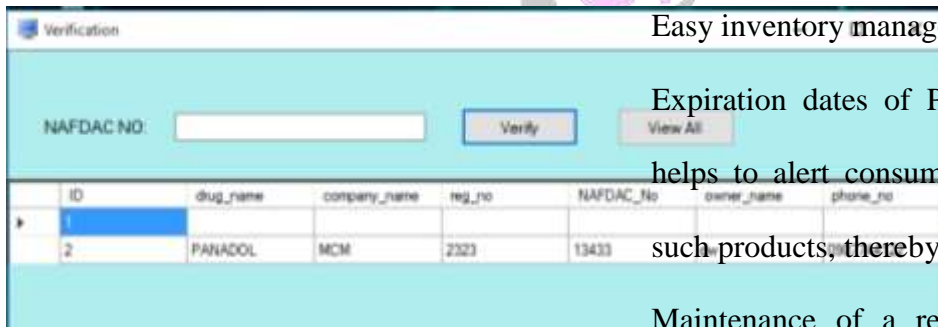 Verification
NAFDAC NO:
Verify
View All
ID drug_name company_name reg_no NAFDAC_No owner_name phone_no
1
2 PANADOL MCM 2323 13433
Easy inventory manag
Expiration dates of P
helps to alert consum
such products, thereby
Maintenance of a re